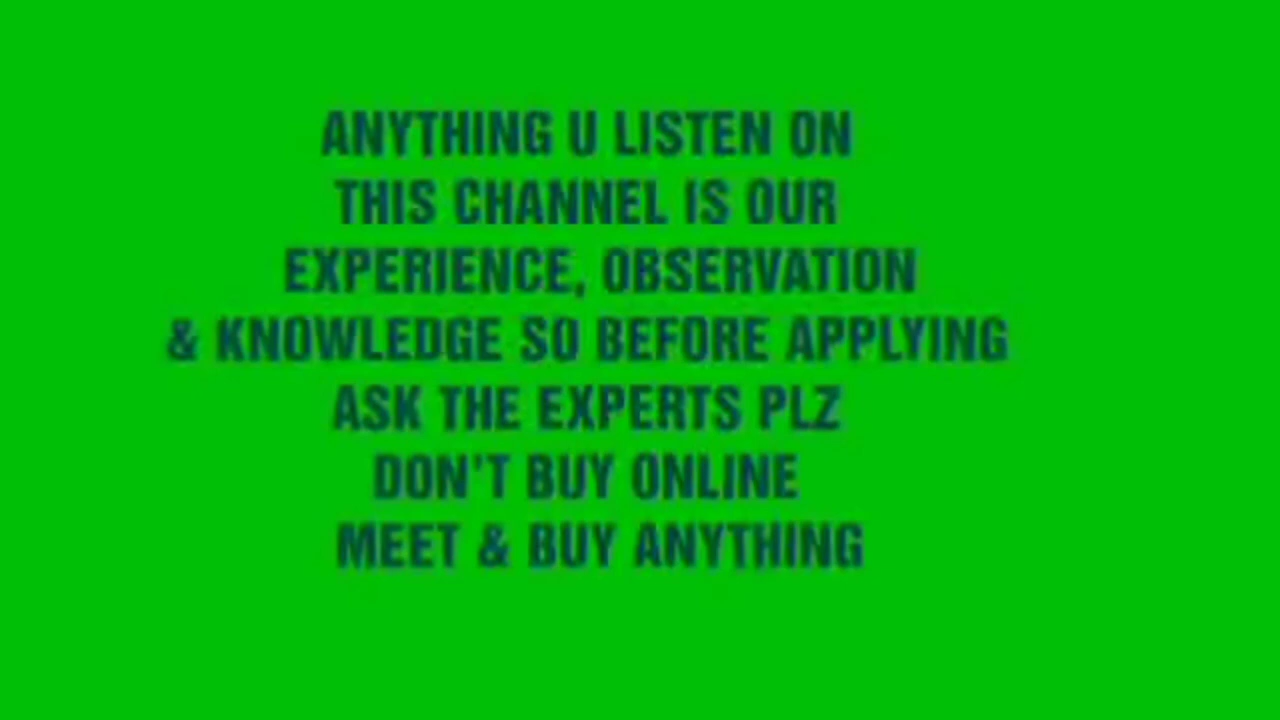 ANYTHING U LISTEN ON
THIS CHANNEL IS OUR
EXPERIENCE, OBSERVATION
& KNOWLEDGE SO BEFORE APPLYING
ASK THE EXPERTS PLZ
DON'T BUY ONLINE
MEET & BUY ANYTHING